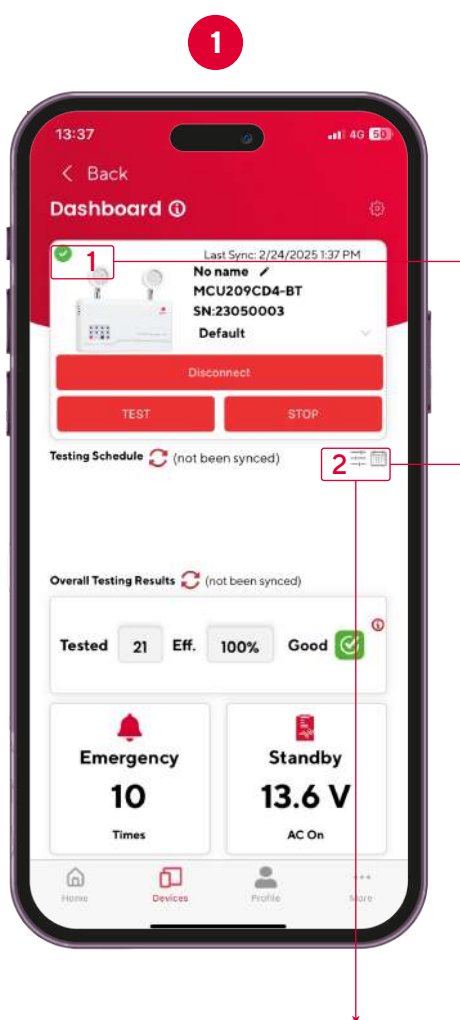 1
13:37 4G 50
Back
Dashboard
1 Last Sync: 2/24/2025 1:37 PM
No name
MCU209CD4-BT
SN:23050003
Default
Disconnect
TEST STOP
Testing Schedule (not been synced) 2
Overall Testing Results (not been synced)
Tested 21 Eff. 100% Good
Emergency Standby
10 13.6 V
Times AC On
Home Devices Profile More